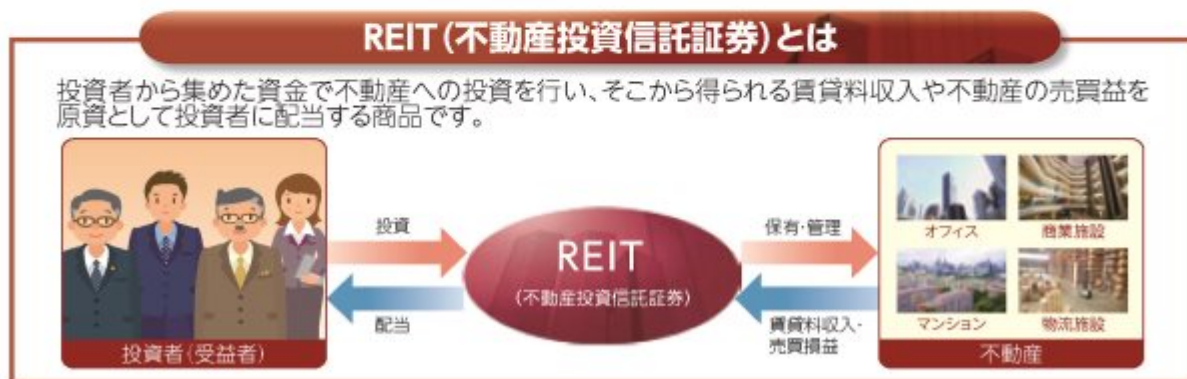 REIT(不動産投資信託証券)とは
投資者から集めた資金で不動産への投資を行い、そこから得られる賃貸料収入や不動産の売買益を
原資として投資者に配当する商品です。
投資
配当
投資者(受益者)
REIT
(不動産投資信託証券)
保有・管理
賃貸料収入・
売買損益
オフィス
商業施設
マンション
物流施設
不動産